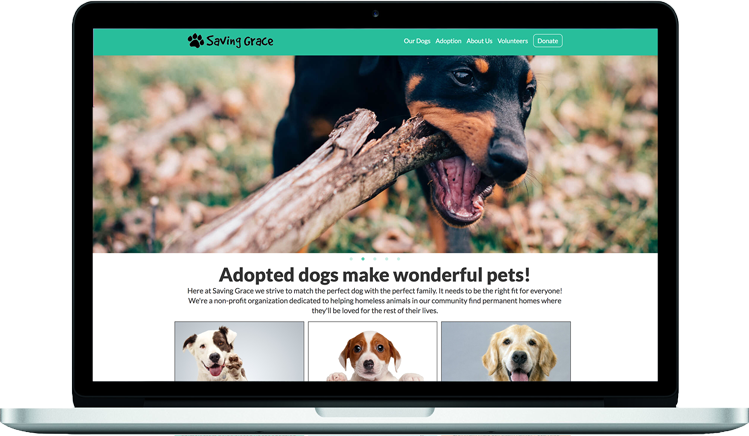 Saving Grace
Our Dogs Adoption About Us Volunteers Donate
Adopted dogs make wonderful pets!
Here at Saving Grace we strive to match the perfect dog with the perfect family. It needs to be the right fit for everyone!
We're a non-profit organization dedicated to helping homeless animals in our community find permanent homes where
they'll be loved for the rest of their lives.